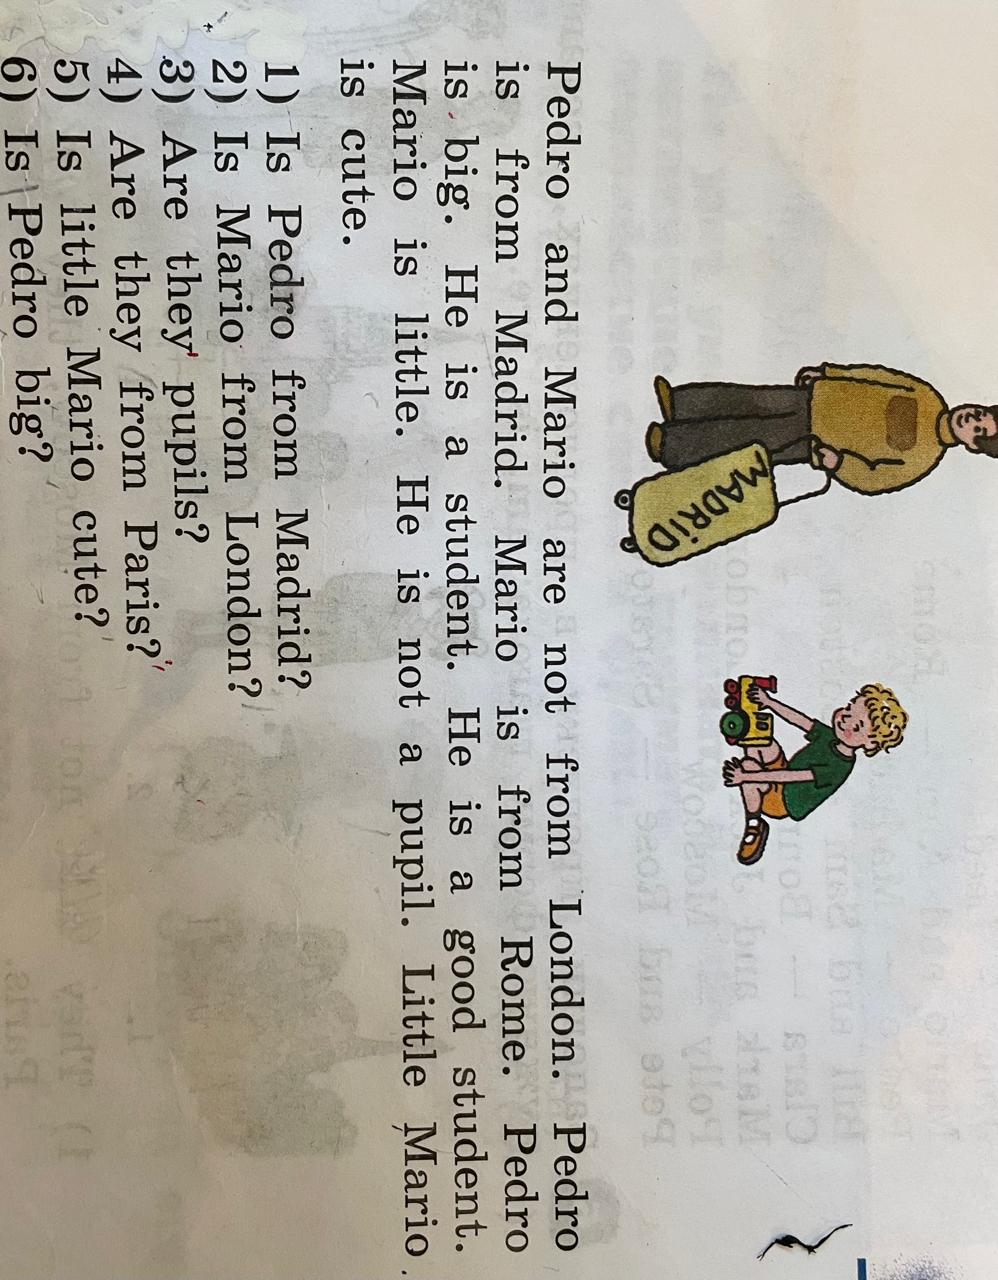 MADRiD
Pedro and Mario are not from London. Pedro
is from Madrid. Mario is from Rome. Pedro
is big. He is a student. He is a good student.
Mario is little. He is not a pupil. Little Mario
is cute.
1) Is Pedro from Madrid?
2) Is Mario from London?
3) Are they pupils?
4) Are they from Paris?
5) Is little Mario cute?
6) Is Pedro big?